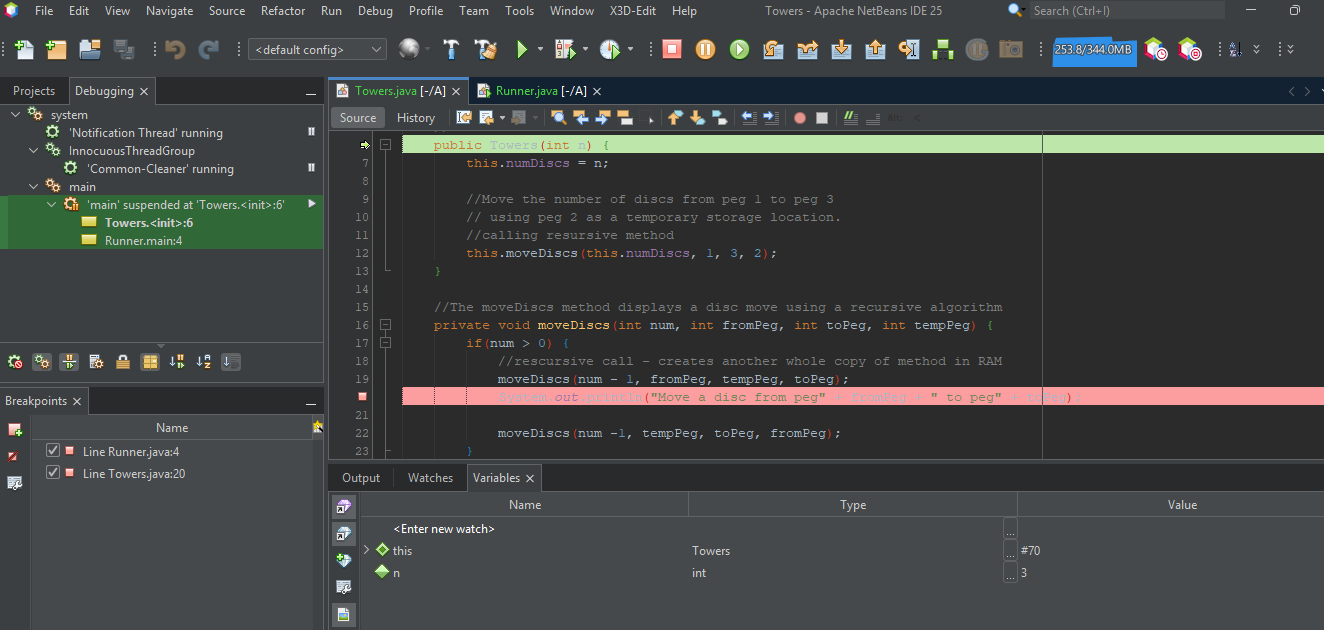 File Edit View Navigate Source Refactor Run Debug Profile Team Tools Window X3D-Edit Help Towers - Apache NetBeans IDE 25 Search (Ctrl+I)
<default config> 253.8/344.0MB
Projects Debugging
system
'Notification Thread' running
InnocuousThreadGroup
'Common-Cleaner' running
main
'main' suspended at 'Towers.<init>:6'
Towers.<init>:6
Runner.main:4
Breakpoints
Name
Line Runner.java:4
Line Towers.java:20
Towers.java [-/A] Runner.java [-/A]
Source History
public Towers(int n) {
7 this.numDiscs = n;
8
9 //Move the number of discs from peg 1 to peg 3
10 // using peg 2 as a temporary storage location.
11 //calling resursive method
12 this.moveDiscs(this.numDiscs, 1, 3, 2);
13 }
14
15 //The moveDiscs method displays a disc move using a recursive algorithm
16 private void moveDiscs(int num, int fromPeg, int toPeg, int tempPeg) {
17 if(num > 0) {
18 //rescursive call - creates another whole copy of method in RAM
19 moveDiscs(num - 1, fromPeg, tempPeg, toPeg);
System.out.println("Move a disc from peg" + fromPeg + " to peg" + toPeg);
21
22 moveDiscs(num -1, tempPeg, toPeg, fromPeg);
23 }
Output Watches Variables
Name Type Value
<Enter new watch> ...
this Towers ... #70
n int ... 3